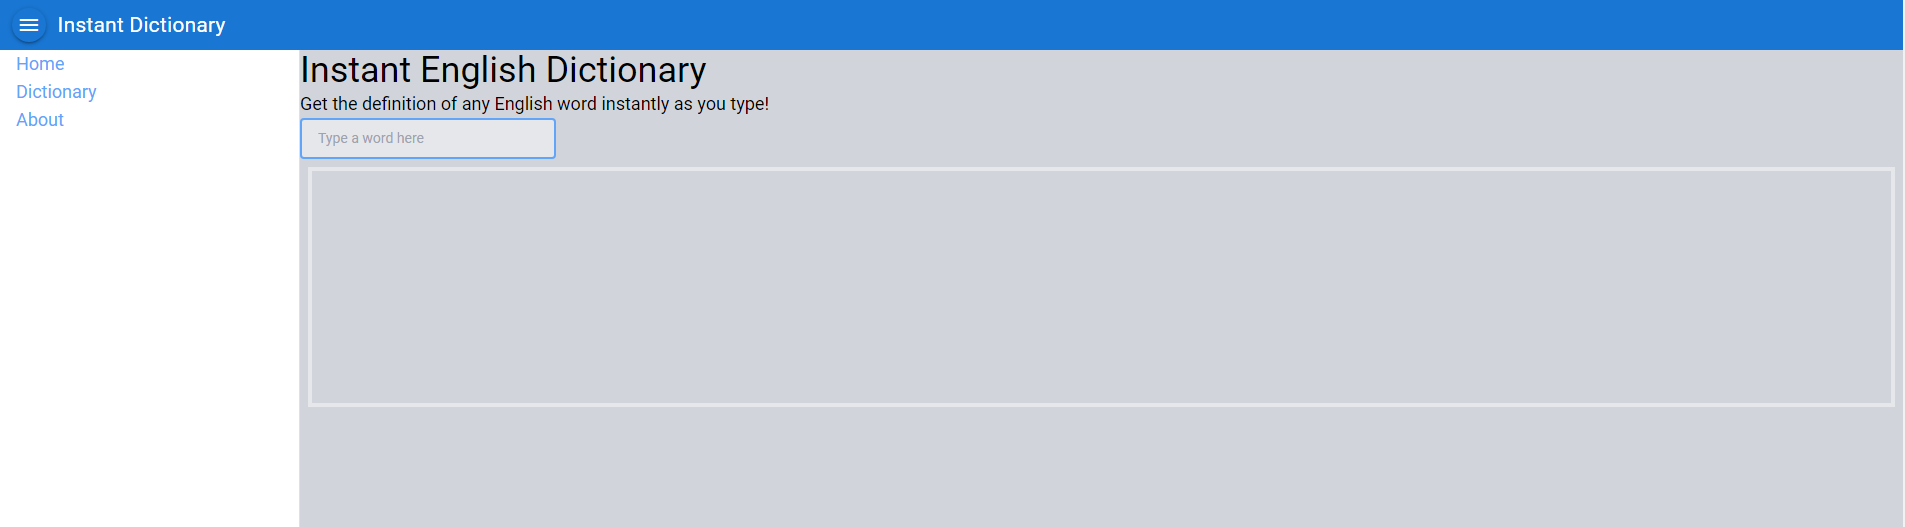 Instant Dictionary
Home
Dictionary
About
Instant English Dictionary
Get the definition of any English word instantly as you type!
Type a word here